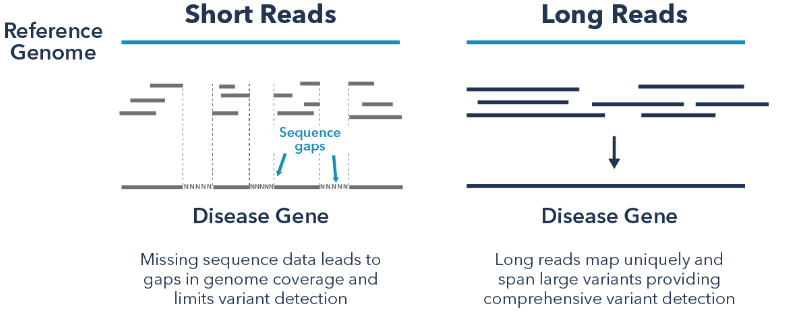 Short Reads
Long Reads
Reference
Genome
Sequence
gaps
NNNNN
NNNNN
NNNNN
Disease Gene
Disease Gene
Missing sequence data leads to
gaps in genome coverage and
limits variant detection
Long reads map uniquely and
span large variants providing
comprehensive variant detection